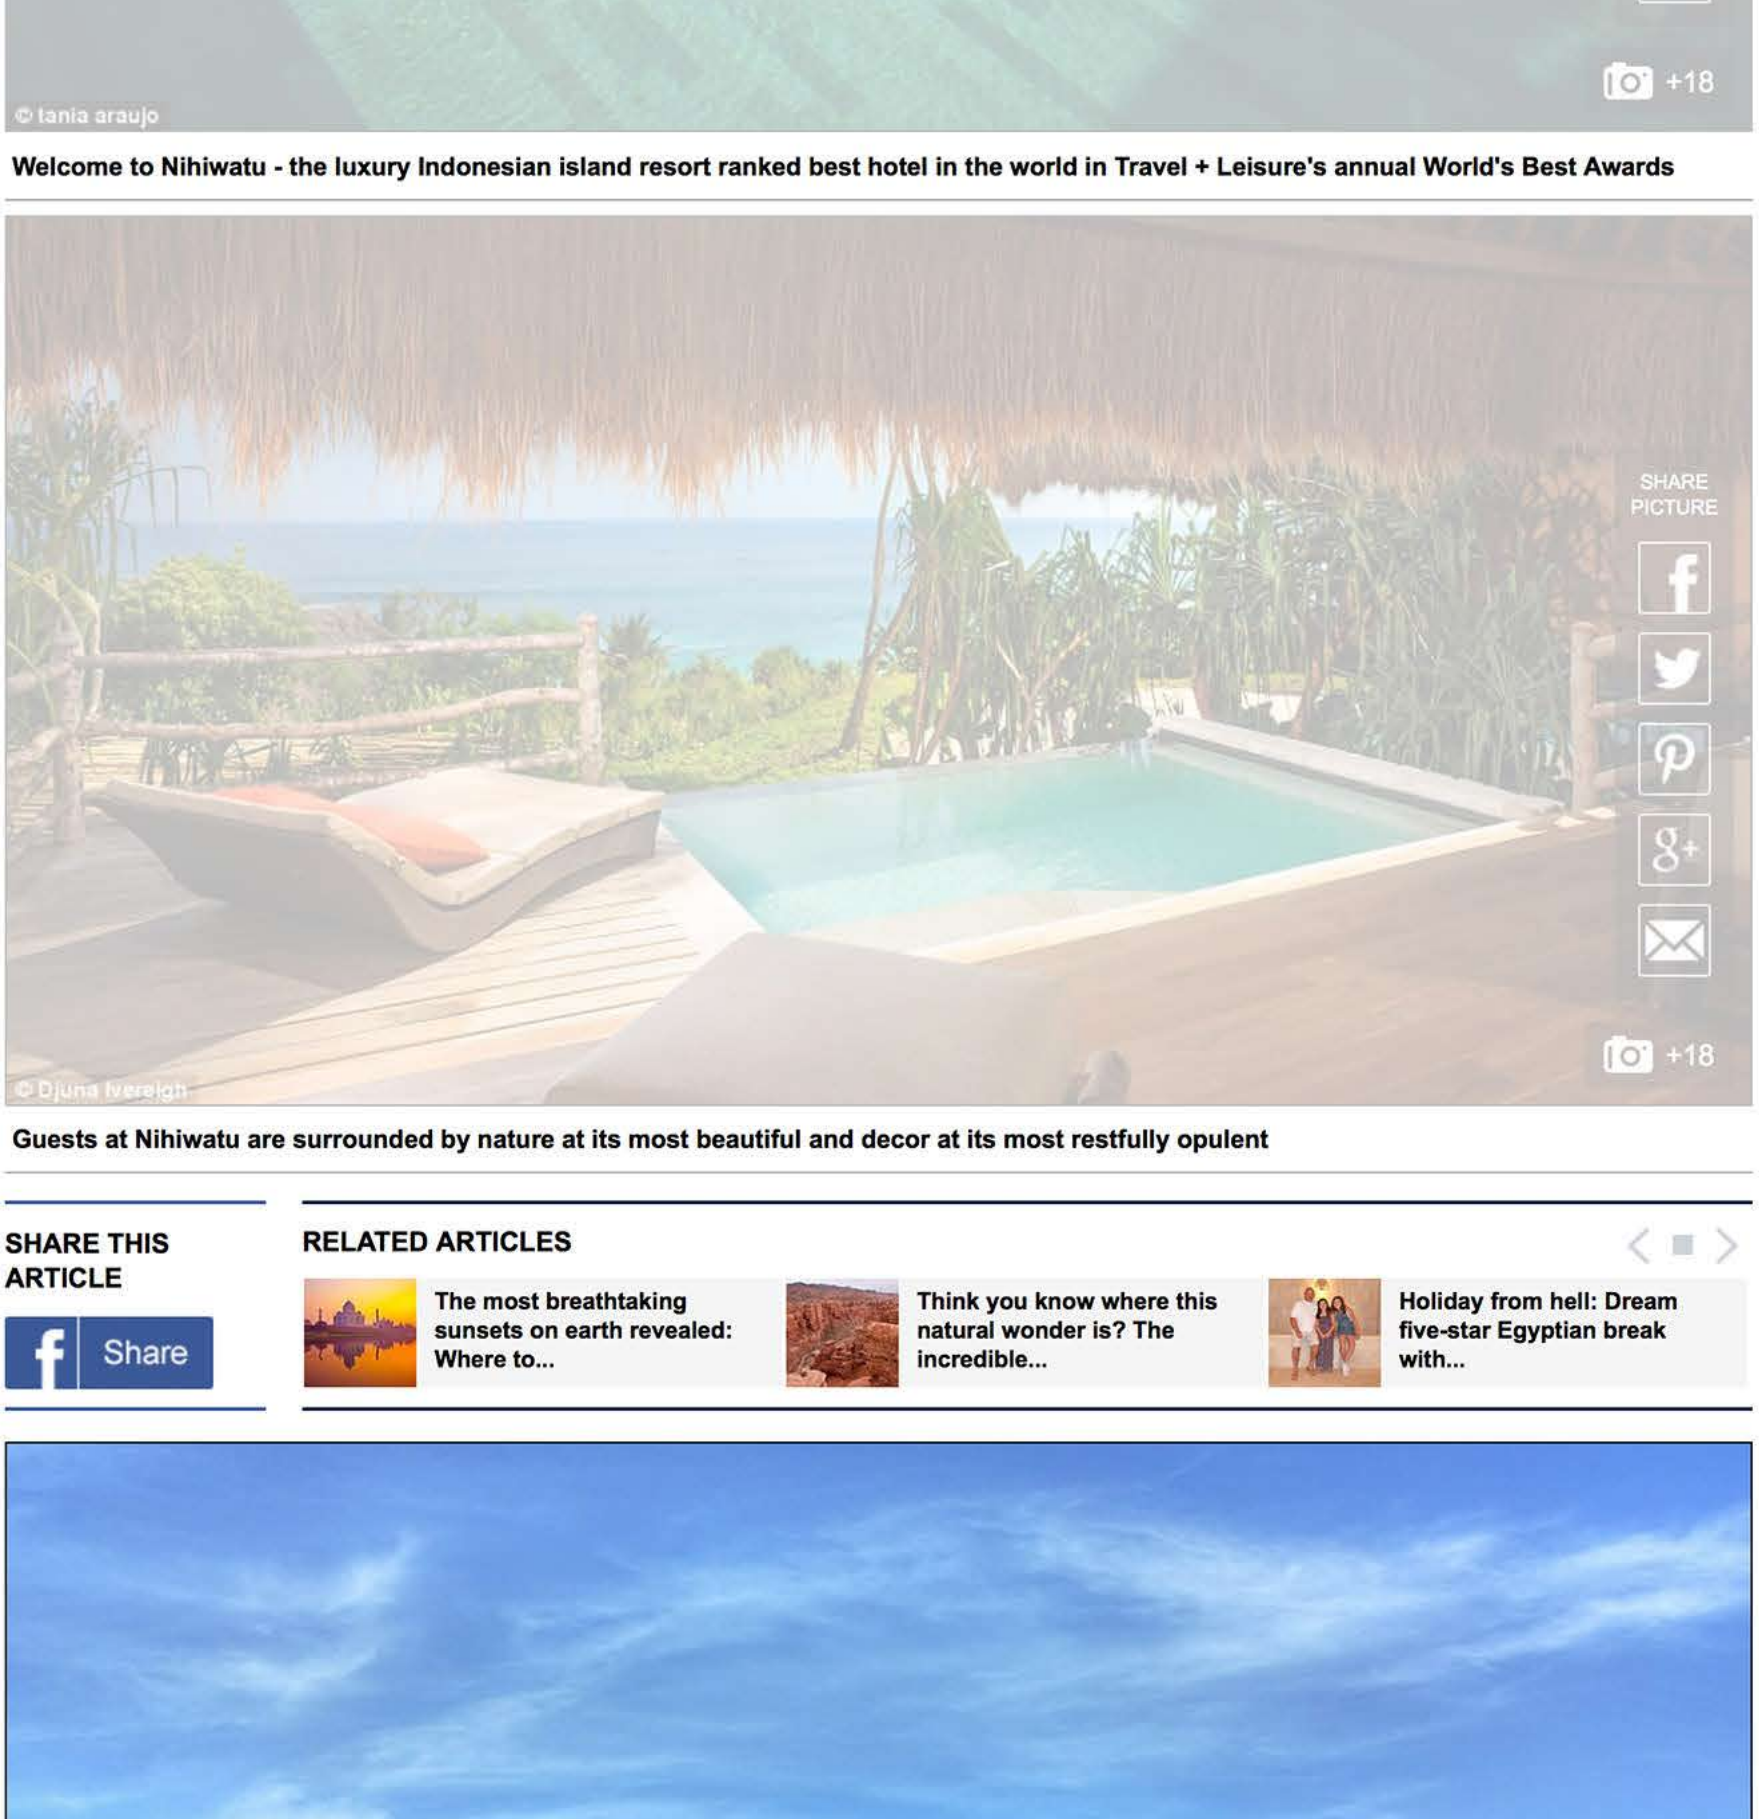 +18
© tania araujo
Welcome to Nihiwatu - the luxury Indonesian island resort ranked best hotel in the world in Travel + Leisure's annual World's Best Awards
SHARE
PICTURE
+18
© Djuna Ivereigh
Guests at Nihiwatu are surrounded by nature at its most beautiful and decor at its most restfully opulent
SHARE THIS
ARTICLE
f Share
RELATED ARTICLES
The most breathtaking
sunsets on earth revealed:
Where to...
Think you know where this
natural wonder is? The
incredible...
Holiday from hell: Dream
five-star Egyptian break
with...